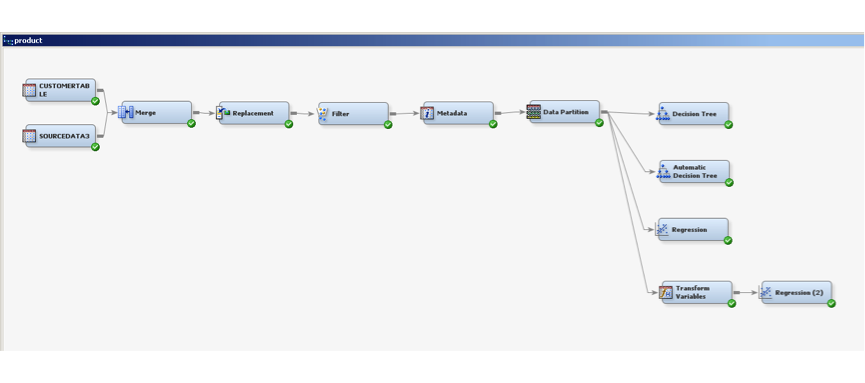 product
CUSTOMERTAB
LE
SOURCEDATA3
Merge
Replacement
Filter
Metadata
Data Partition
Decision Tree
Automatic
Decision Tree
Regression
Transform
Variables
Regression (2)